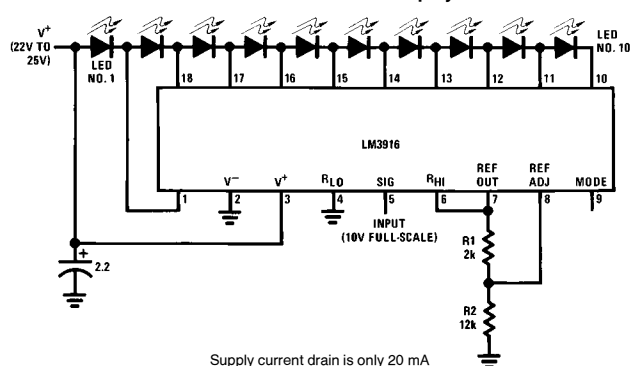 V+
(22V TO
25V)
LED
NO. 1
LED
NO. 10
18
17
16
15
14
13
12
11
10
LM3916
V−
V+
RLO
SIG
RHI
REF
OUT
REF
ADJ
MODE
1
2
3
4
5
6
7
8
9
INPUT
(10V FULL-SCALE)
+
2.2
R1
2k
R2
12k
Supply current drain is only 20 mA